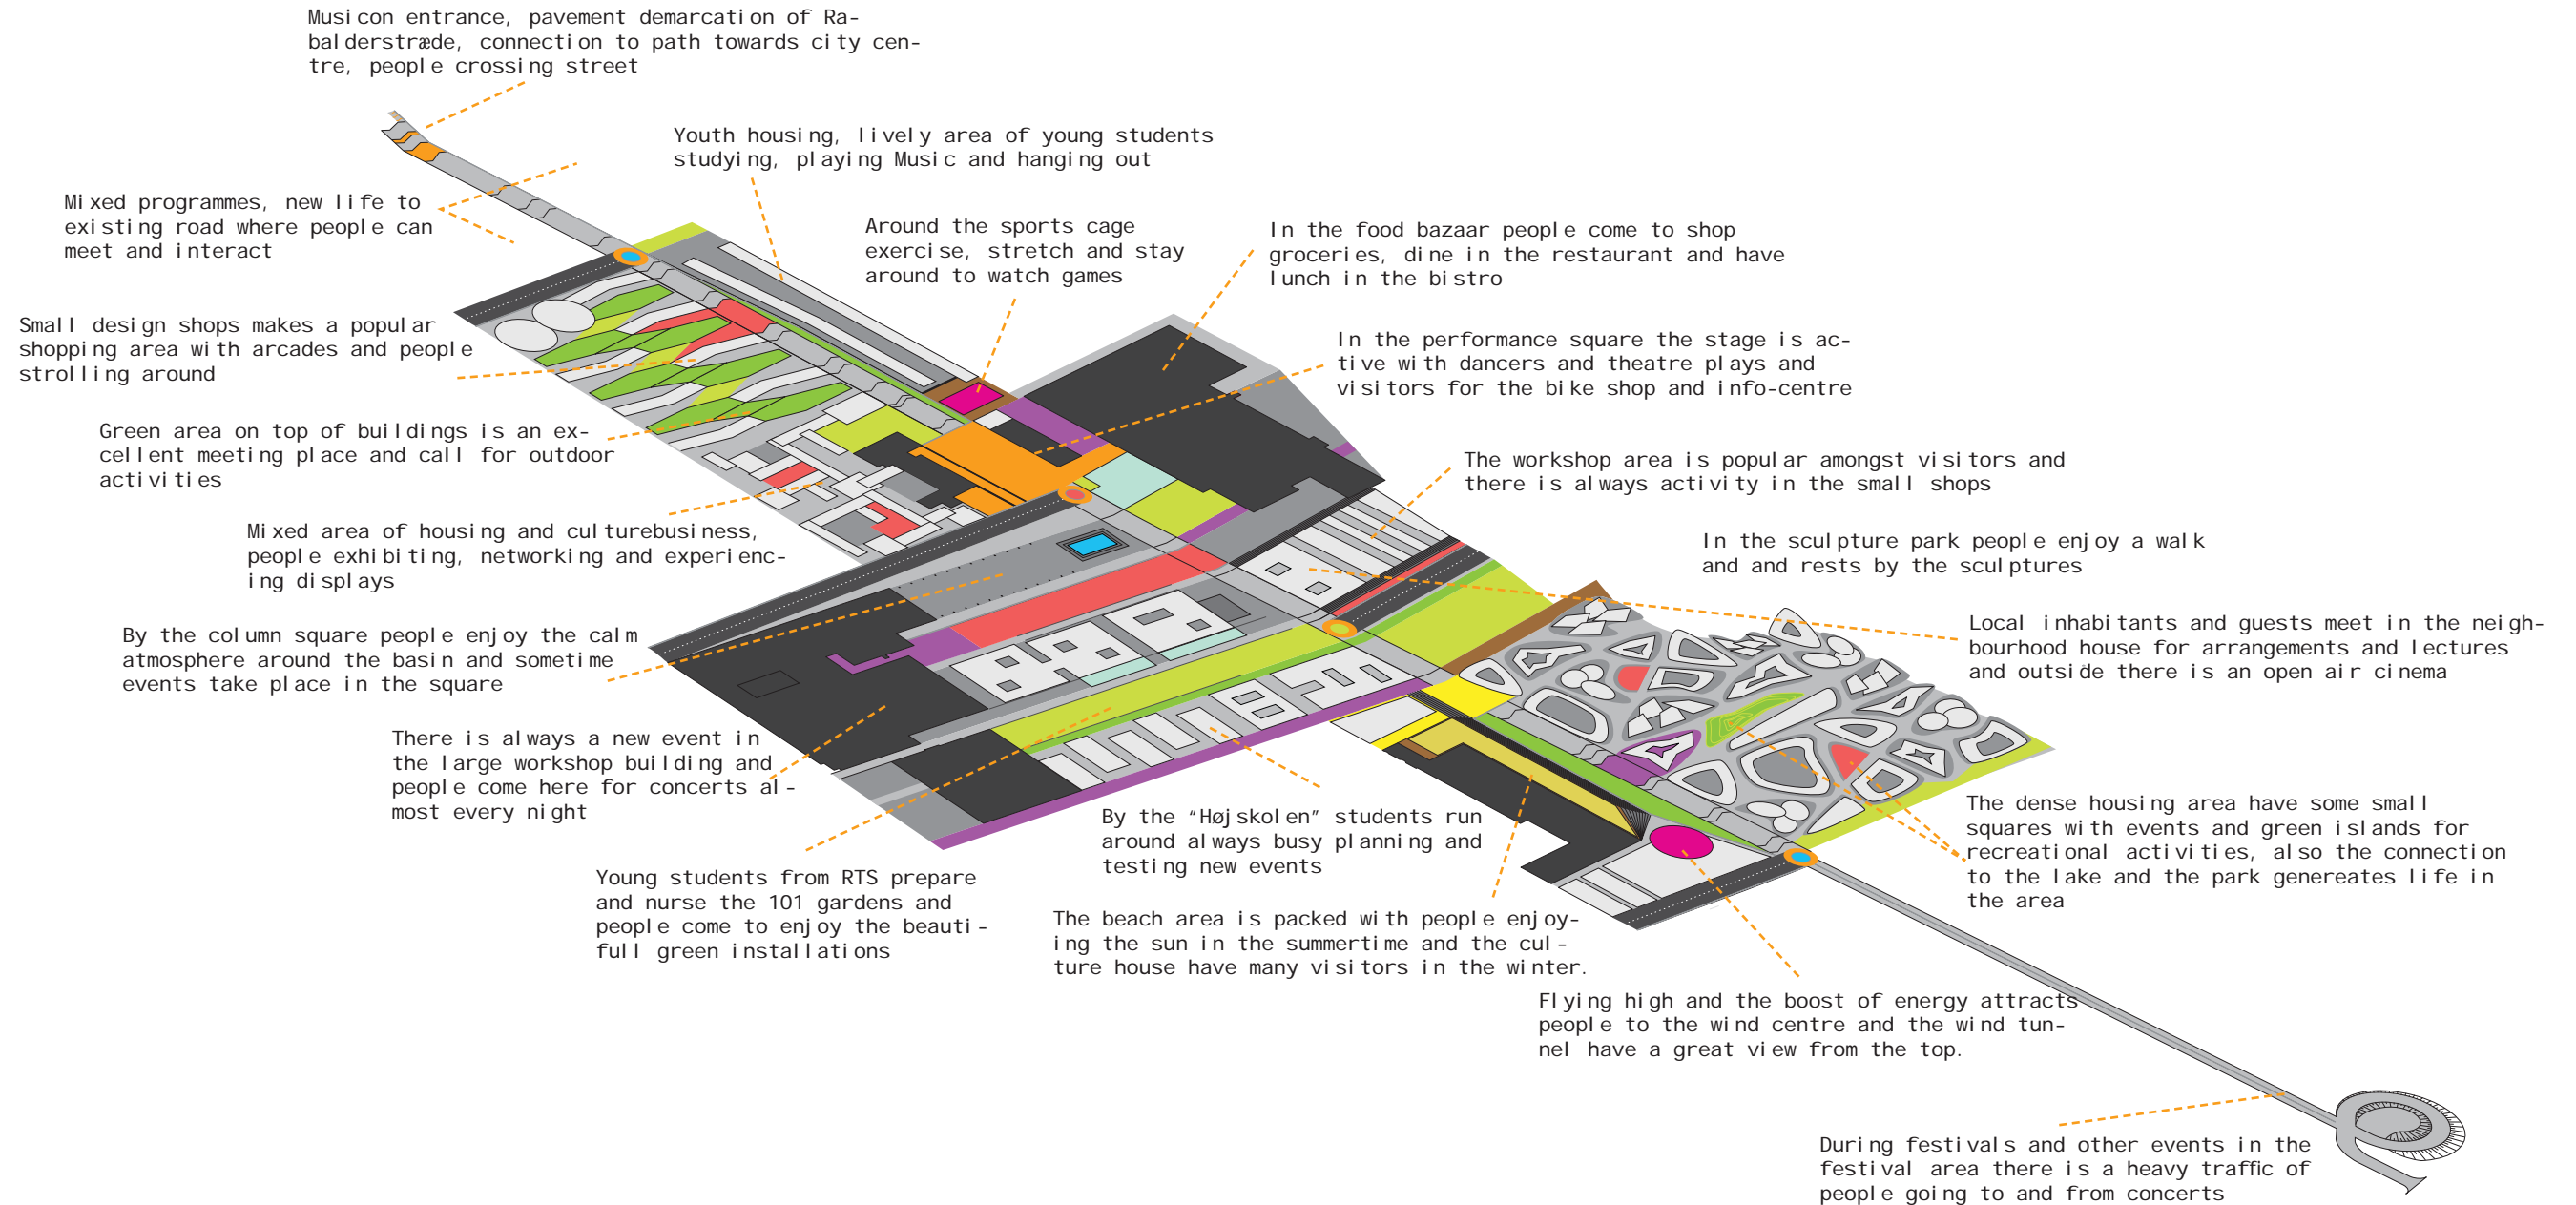 Musicon entrance, pavement demarcation of Ra-
balderstræde, connection to path towards city cen-
tre, people crossing street
Youth housing, lively area of young students
studying, playing Music and hanging out
Mixed programmes, new life to
existing road where people can
meet and interact
Around the sports cage
exercise, stretch and stay
around to watch games
In the food bazaar people come to shop
groceries, dine in the restaurant and have
lunch in the bistro
Small design shops makes a popular
shopping area with arcades and people
strolling around
In the performance square the stage is ac-
tive with dancers and theatre plays and
visitors for the bike shop and info-centre
Green area on top of buildings is an ex-
cellent meeting place and call for outdoor
activities
The workshop area is popular amongst visitors and
there is always activity in the small shops
Mixed area of housing and culturebusiness,
people exhibiting, networking and experienc-
ing displays
In the sculpture park people enjoy a walk
and and rests by the sculptures
By the column square people enjoy the calm
atmosphere around the basin and sometime
events take place in the square
Local inhabitants and guests meet in the neigh-
bourhood house for arrangements and lectures
and outside there is an open air cinema
There is always a new event in
the large workshop building and
people come here for concerts al-
most every night
By the “Højskolen” students run
around always busy planning and
testing new events
The dense housing area have some small
squares with events and green islands for
recreational activities, also the connection
to the lake and the park genereates life in
the area
Young students from RTS prepare
and nurse the 101 gardens and
people come to enjoy the beauti-
full green installations
The beach area is packed with people enjoy-
ing the sun in the summertime and the cul-
ture house have many visitors in the winter.
Flying high and the boost of energy attracts
people to the wind centre and the wind tun-
nel have a great view from the top.
During festivals and other events in the
festival area there is a heavy traffic of
people going to and from concerts